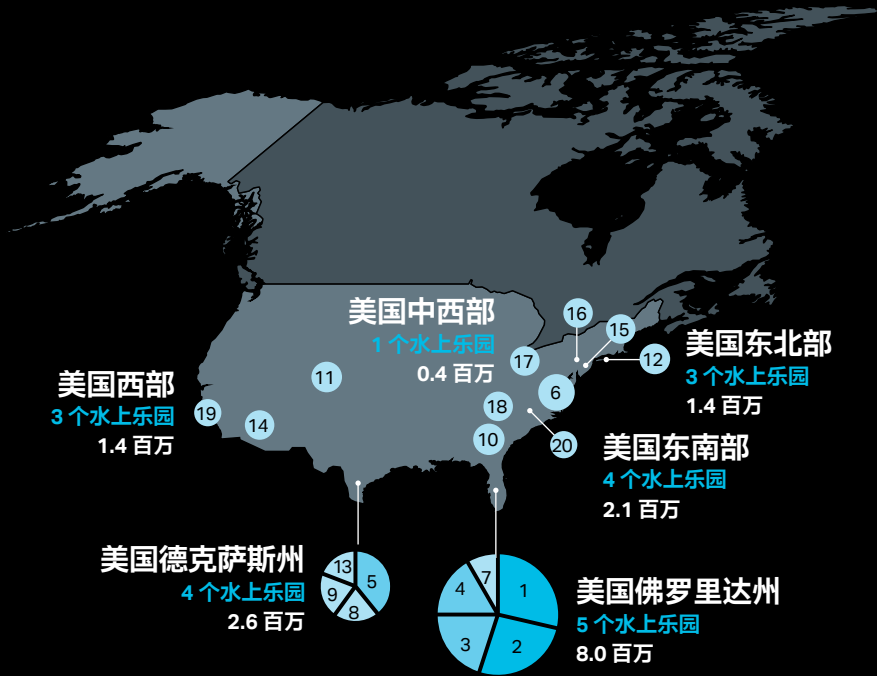 美国中西部
1 个水上乐园
0.4 百万
16
15
12
17
6
18
10
20
11
19
14
美国东北部
3 个水上乐园
1.4 百万
美国西部
3 个水上乐园
1.4 百万
美国东南部
4 个水上乐园
2.1 百万
美国德克萨斯州
4 个水上乐园
2.6 百万
13
5
9
8
7
1
4
3
2
美国佛罗里达州
5 个水上乐园
8.0 百万